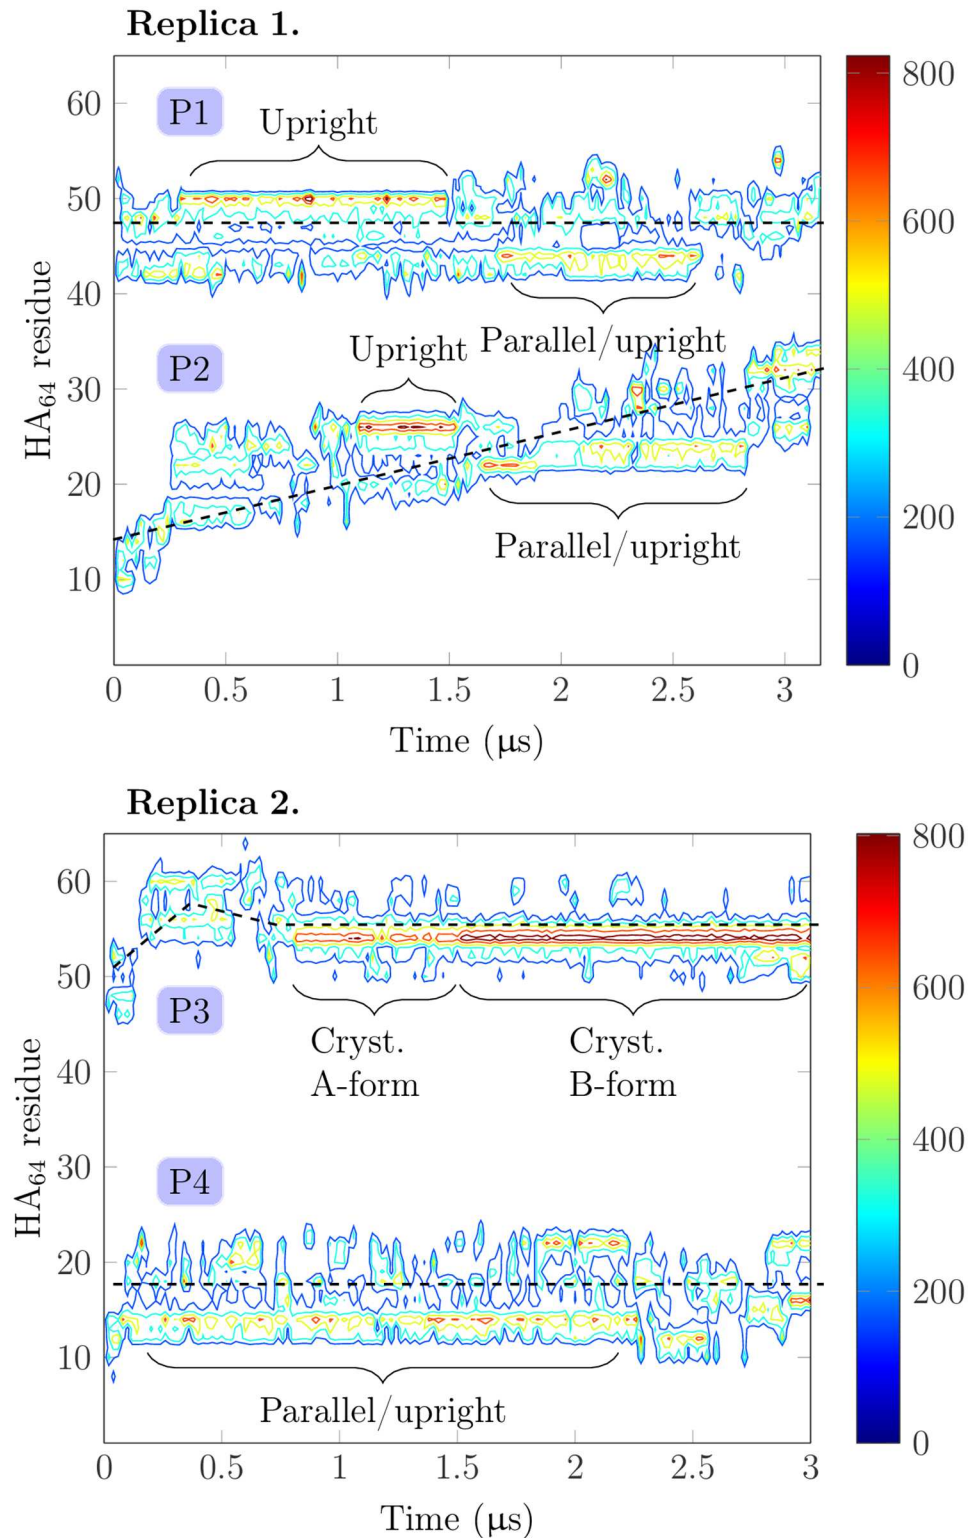 Replica 1.
60
50
40
30
20
10
HA64 residue
P1
Upright
P2
Upright
Parallel/upright
Parallel/upright
0 0.5 1 1.5 2 2.5 3
Time (μs)
800
600
400
200
0
Replica 2.
60
50
40
30
20
10
HA64 residue
P3
Cryst.
A-form
Cryst.
B-form
P4
Parallel/upright
0 0.5 1 1.5 2 2.5 3
Time (μs)
800
600
400
200
0